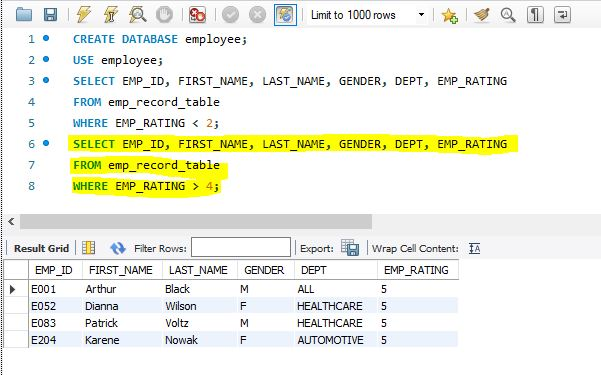 Limit to 1000 rows
1 CREATE DATABASE employee;
2 USE employee;
3 SELECT EMP_ID, FIRST_NAME, LAST_NAME, GENDER, DEPT, EMP_RATING
4 FROM emp_record_table
5 WHERE EMP_RATING < 2;
6 SELECT EMP_ID, FIRST_NAME, LAST_NAME, GENDER, DEPT, EMP_RATING
7 FROM emp_record_table
8 WHERE EMP_RATING > 4;
Result Grid Filter Rows: Export: Wrap Cell Content:
EMP_ID FIRST_NAME LAST_NAME GENDER DEPT EMP_RATING
E001 Arthur Black M ALL 5
E052 Dianna Wilson F HEALTHCARE 5
E083 Patrick Voltz M HEALTHCARE 5
E204 Karene Nowak F AUTOMOTIVE 5